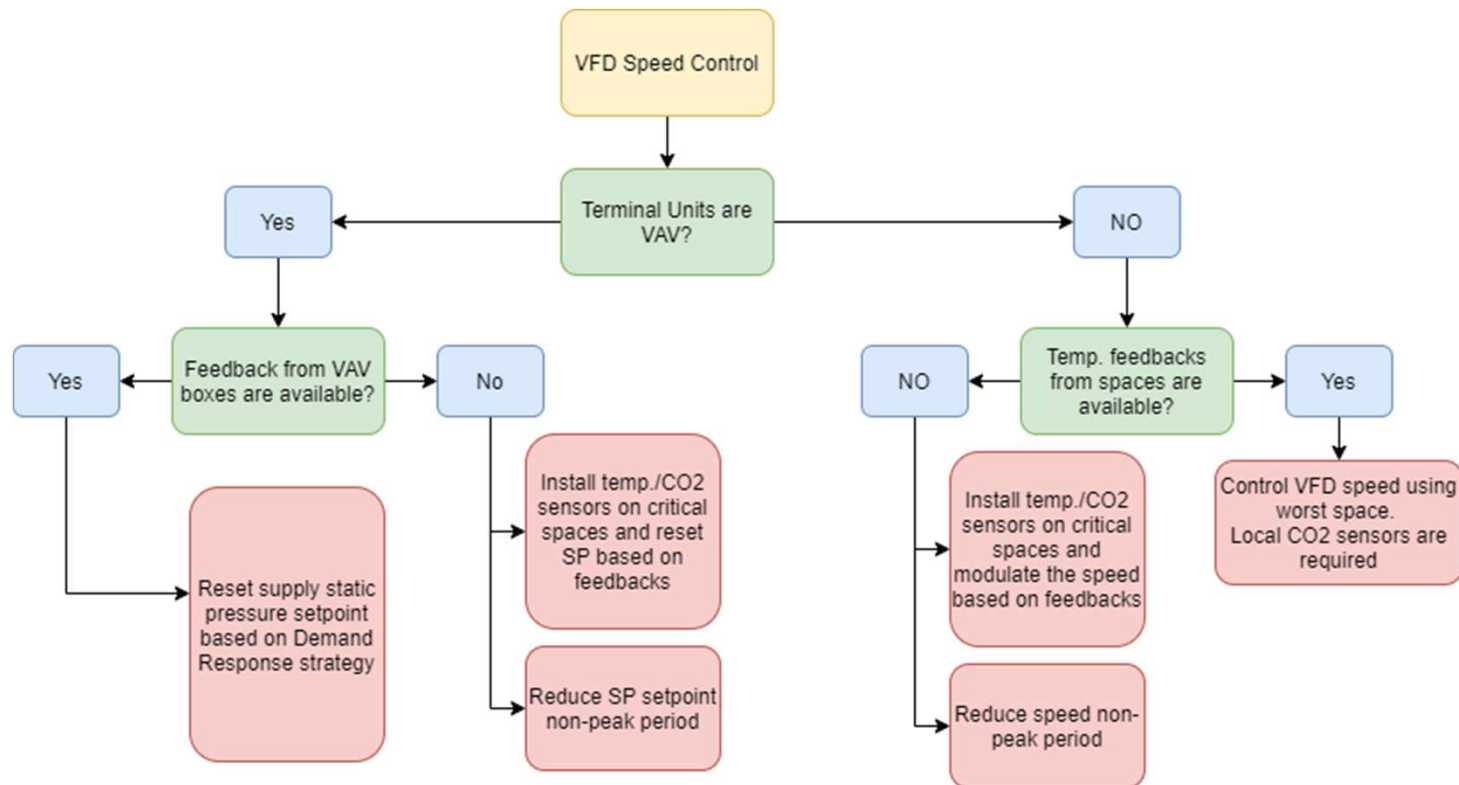 VFD Speed Control
Terminal Units are
VAV?
Yes
NO
Feedback from VAV
boxes are available?
Yes
No
Temp. feedbacks
from spaces are
available?
NO
Yes
Reset supply static
pressure setpoint
based on Demand
Response strategy
Install temp./CO2
sensors on critical
spaces and reset
SP based on
feedbacks
Reduce SP setpoint
non-peak period
Install temp./CO2
sensors on critical
spaces and
modulate the speed
based on feedbacks
Reduce speed non-
peak period
Control VFD speed using
worst space.
Local CO2 sensors are
required